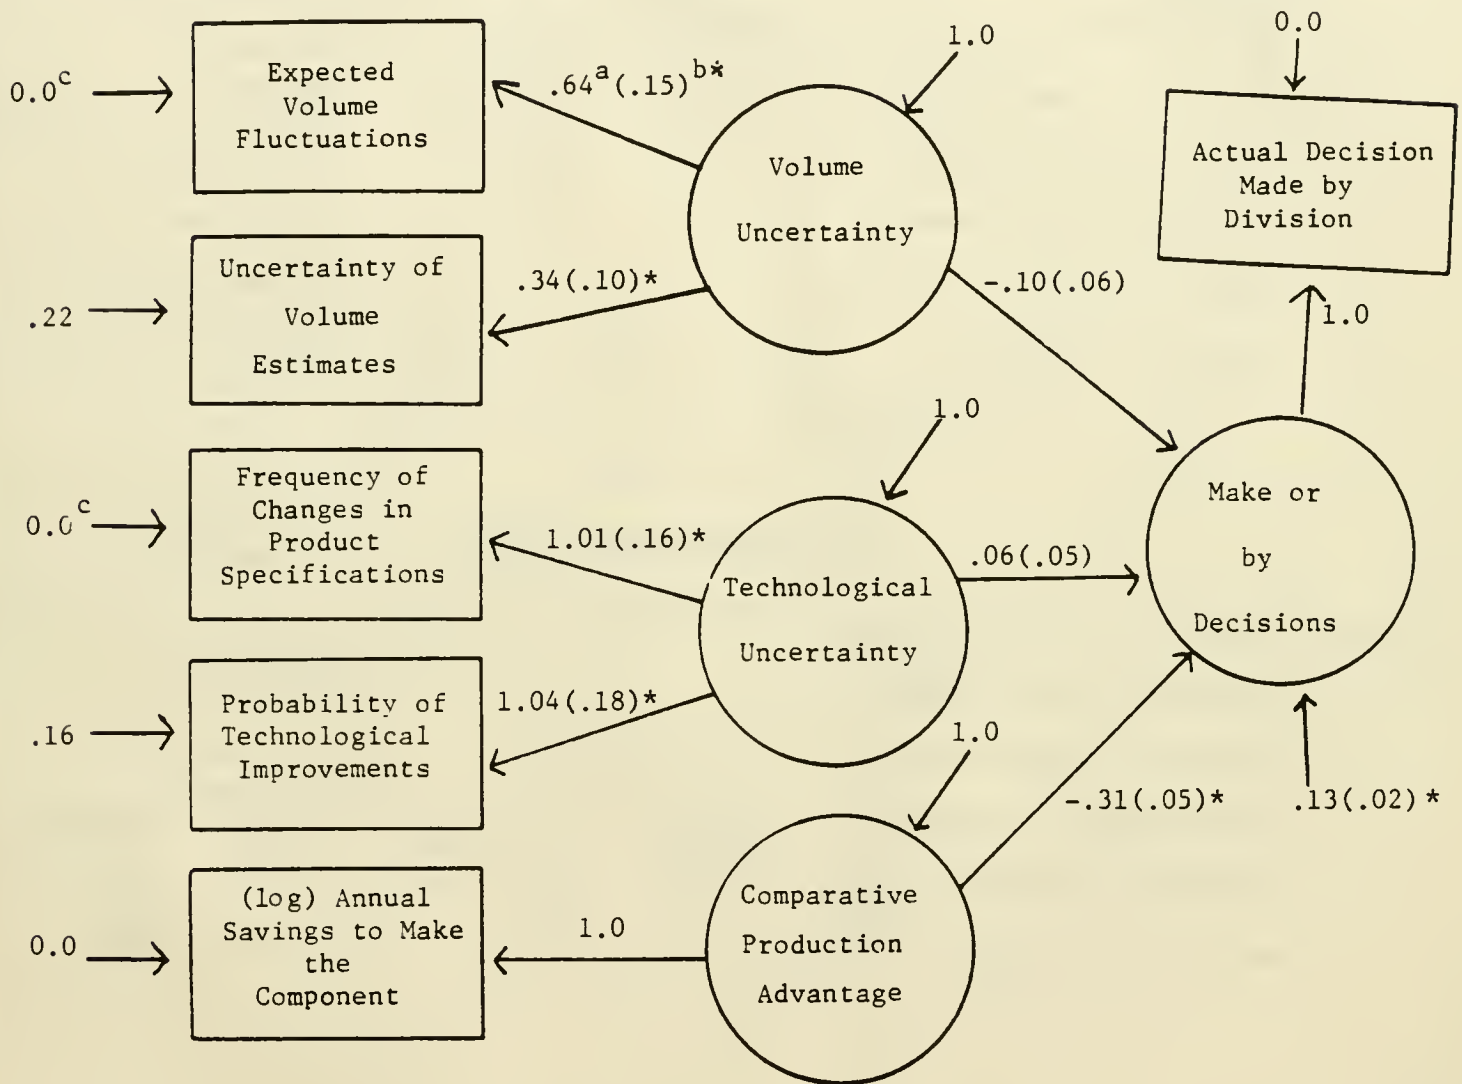 0.0c
Expected
Volume
Fluctuations
.64a(.15)b*
1.0
Volume
Uncertainty
0.0
Actual Decision
Made by
Division
.22
Uncertainty of
Volume
Estimates
.34(.10)*
-.10(.06)
1.0
0.0c
Frequency of
Changes in
Product
Specifications
1.01(.16)*
1.0
Technological
Uncertainty
.06(.05)
Make or
by
Decisions
.16
Probability of
Technological
Improvements
1.04(.18)*
1.0
-.31(.05)*
.13(.02)*
0.0
(log) Annual
Savings to Make
the
Component
1.0
Comparative
Production
Advantage